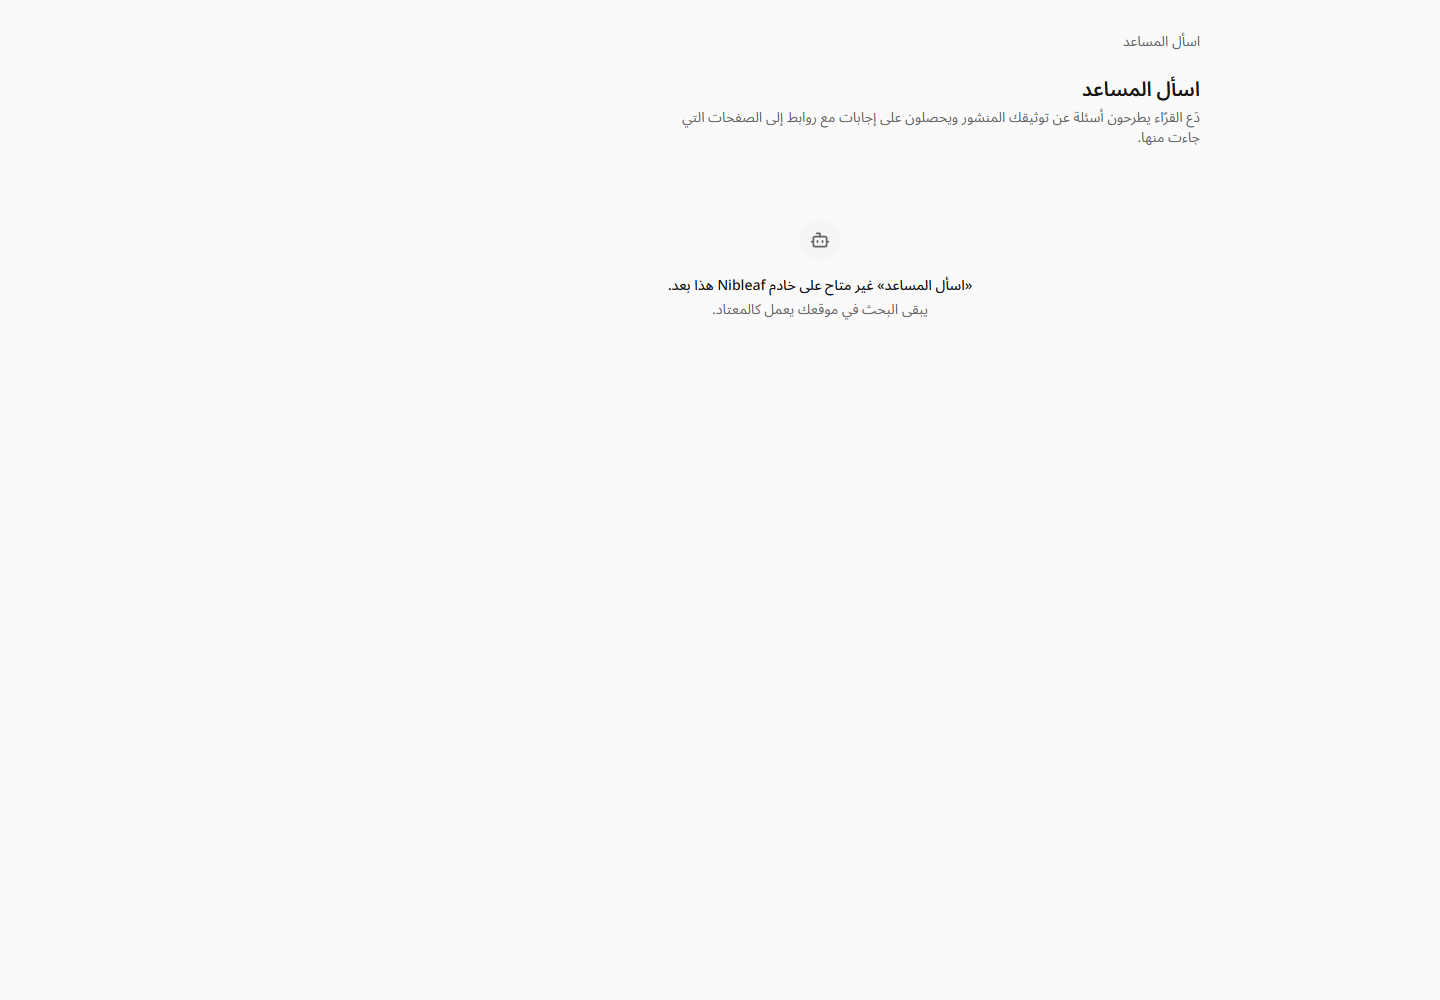 اسأل المساعد
اسأل المساعد
دَع القرّاء يطرحون أسئلة عن توثيقك المنشور ويحصلون على إجابات مع روابط إلى الصفحات التي
جاءت منها.
«اسأل المساعد» غير متاح على خادم Nibleaf هذا بعد.
يبقى البحث في موقعك يعمل كالمعتاد.